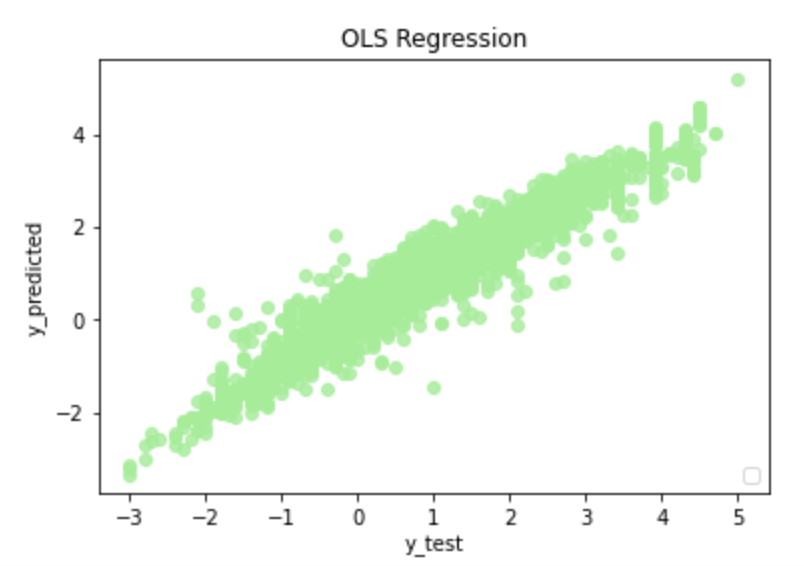 OLS Regression
y_predicted
4
2
0
−2
−3 −2 −1 0 1 2 3 4 5
y_test